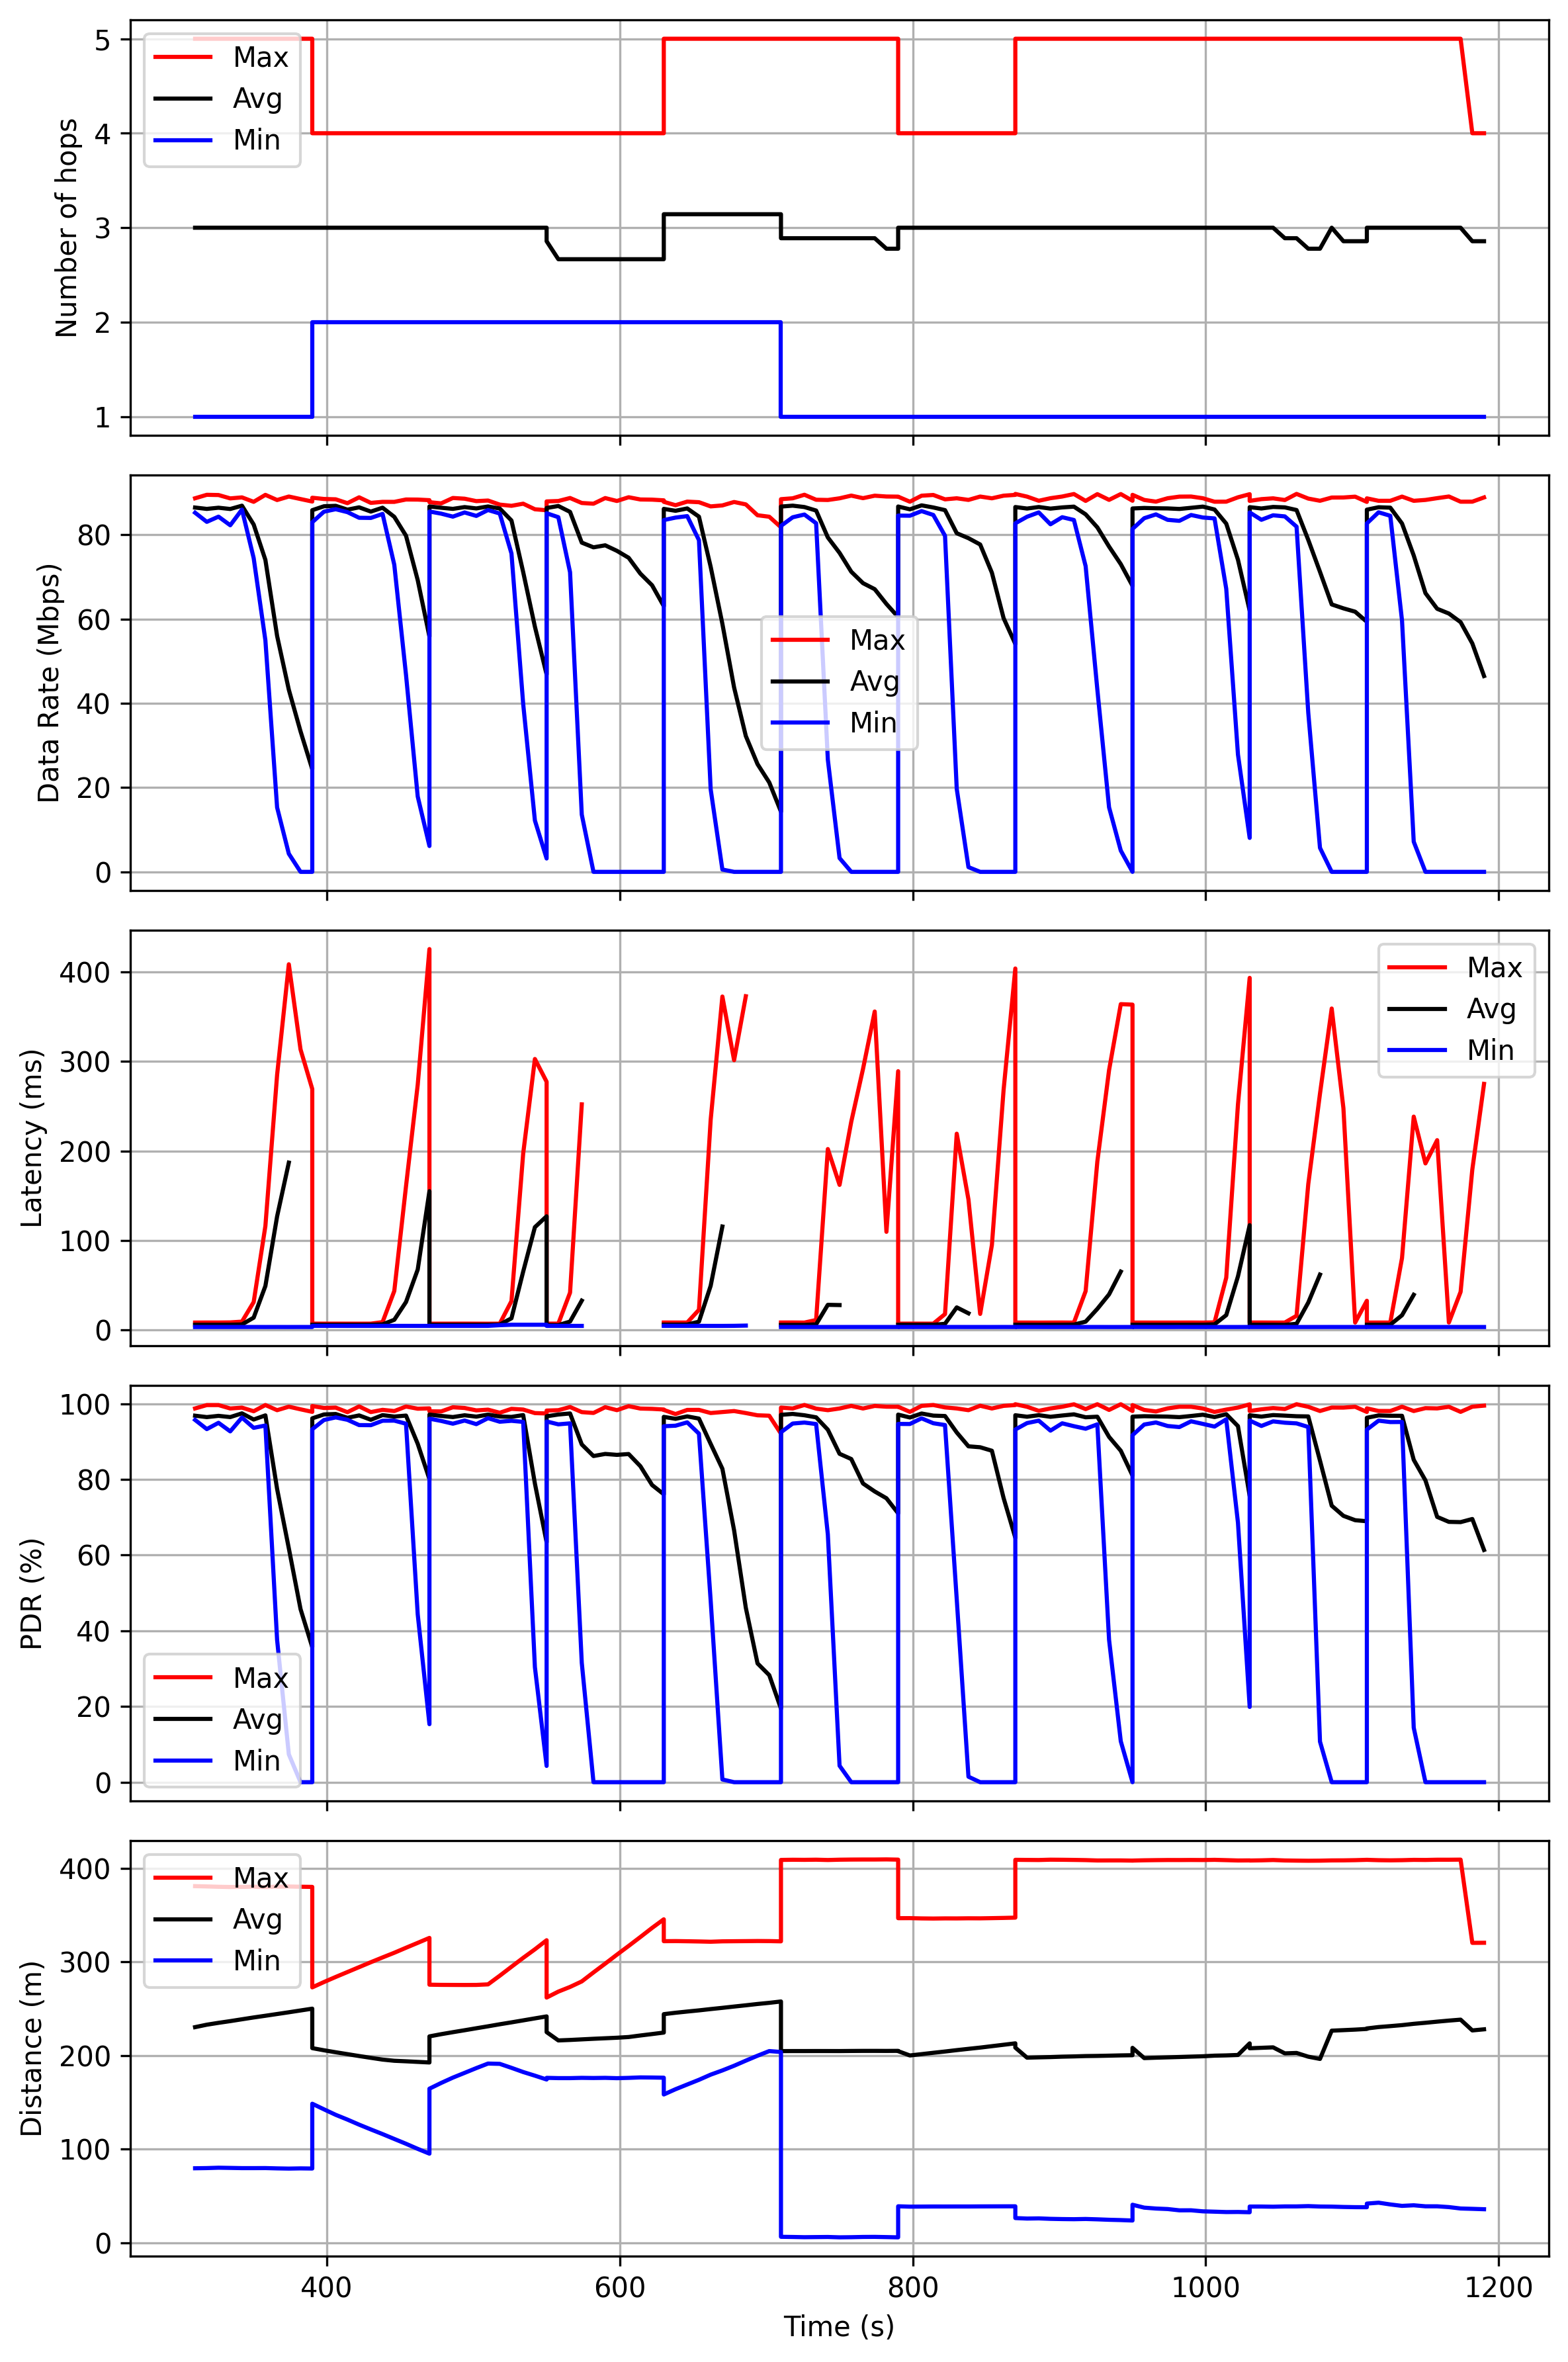 5
4
3
2
1
Number of hops
Max
Avg
Min
80
60
40
20
0
Data Rate (Mbps)
Max
Avg
Min
400
300
200
100
0
Latency (ms)
Max
Avg
Min
100
80
60
40
20
0
PDR (%)
Max
Avg
Min
400
300
200
100
0
Distance (m)
Max
Avg
Min
400 600 800 1000 1200
Time (s)